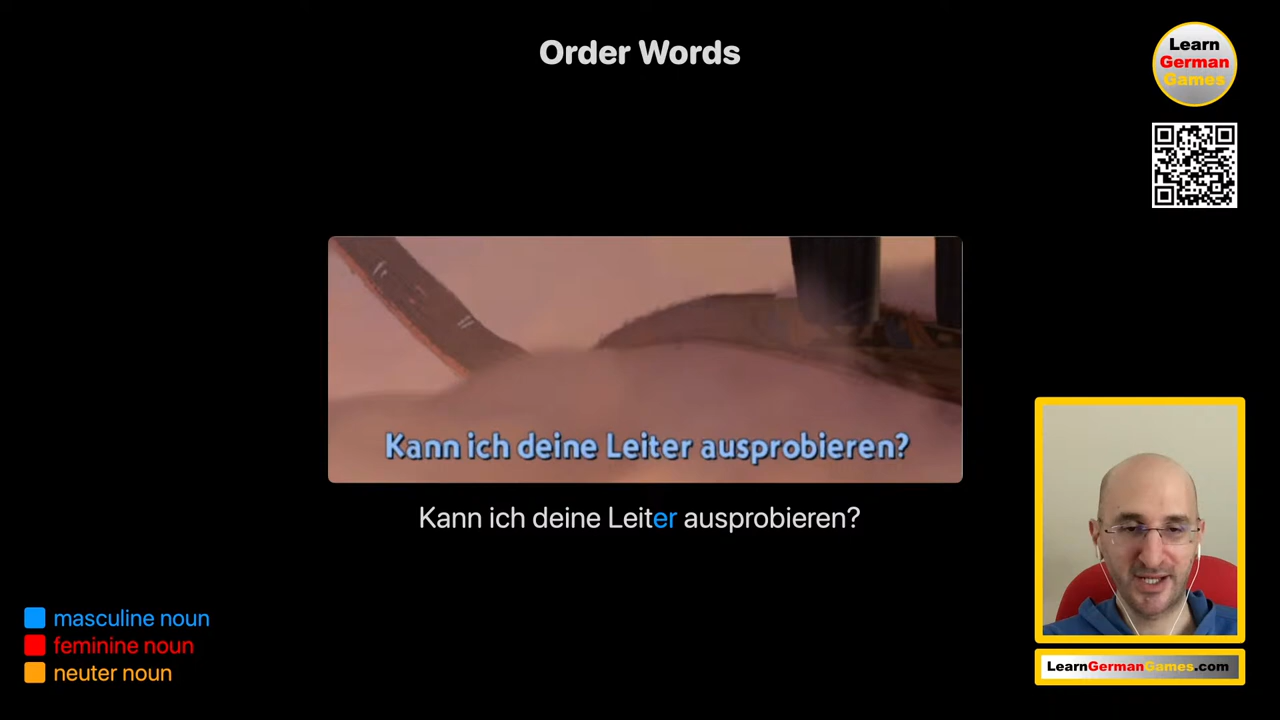 Order Words
Learn
German
Games
Kann ich deine Leiter ausprobieren?
Kann ich deine Leiter ausprobieren?
masculine noun
feminine noun
neuter noun
LearnGermanGames.com